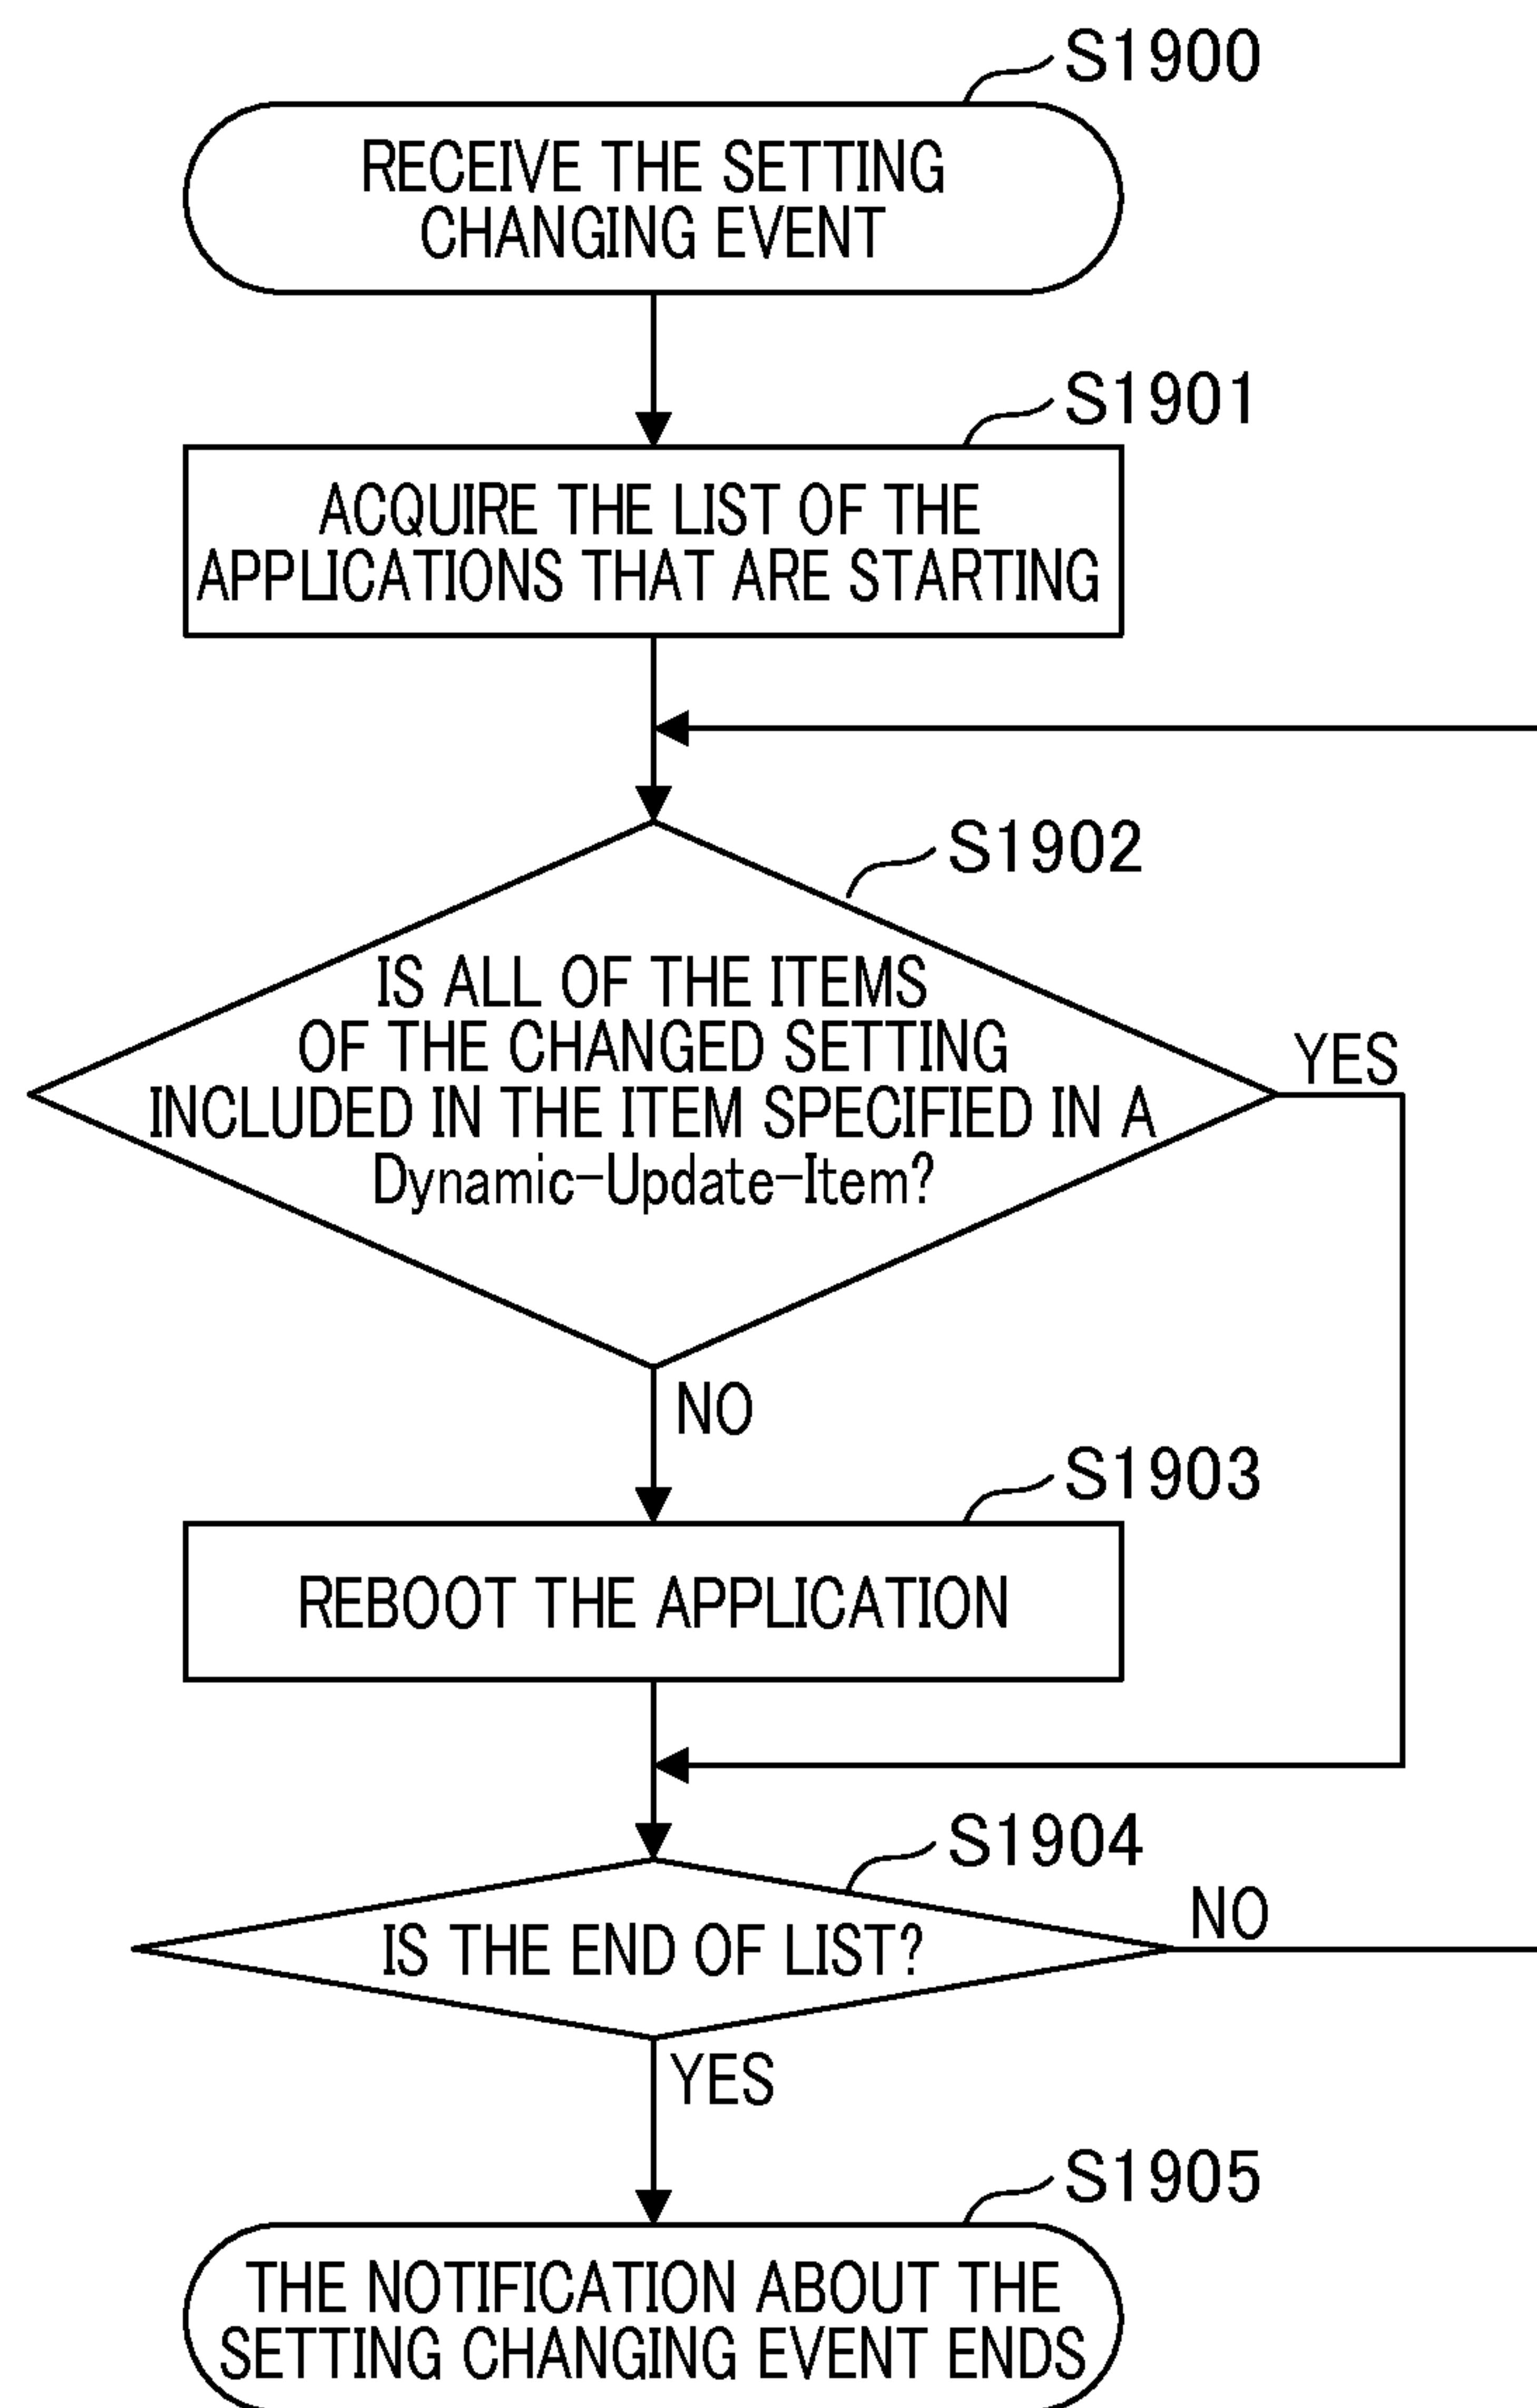 S1900
RECEIVE THE SETTING
CHANGING EVENT
S1901
ACQUIRE THE LIST OF THE
APPLICATIONS THAT ARE STARTING
S1902
IS ALL OF THE ITEMS
OF THE CHANGED SETTING
INCLUDED IN THE ITEM SPECIFIED IN A
Dynamic-Update-Item?
YES
NO
S1903
REBOOT THE APPLICATION
S1904
IS THE END OF LIST?
NO
YES
S1905
THE NOTIFICATION ABOUT THE
SETTING CHANGING EVENT ENDS